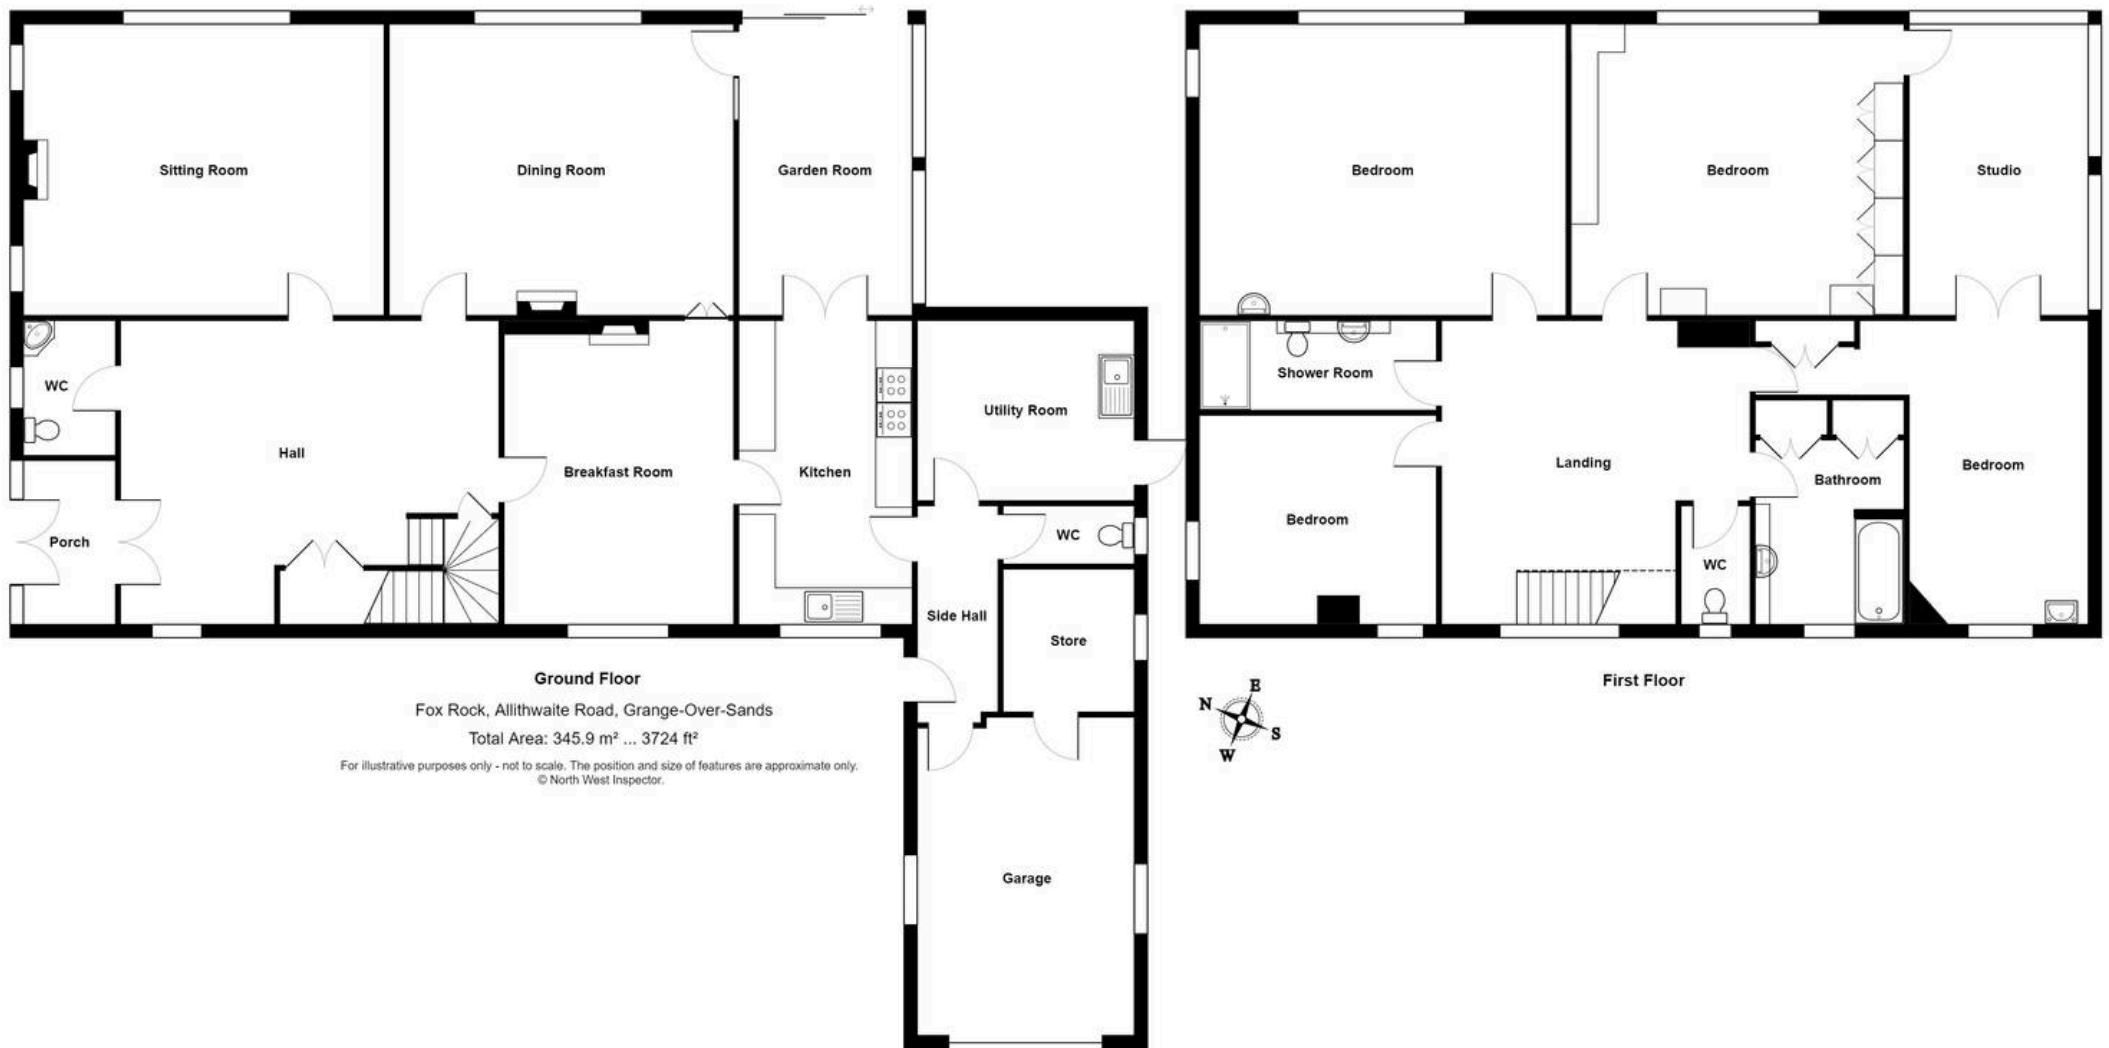 Sitting Room
Dining Room
Garden Room
WC
Hall
Porch
Breakfast Room
Kitchen
Utility Room
WC
Side Hall
Store
Garage
Ground Floor
Fox Rock, Allithwaite Road, Grange-Over-Sands
Total Area: 345.9 m² ... 3724 ft²
For illustrative purposes only - not to scale. The position and size of features are approximate only.
© North West Inspector.
Bedroom
Bedroom
Studio
Shower Room
Bedroom
Landing
Bathroom
Bedroom
WC
First Floor
E
N
S
W